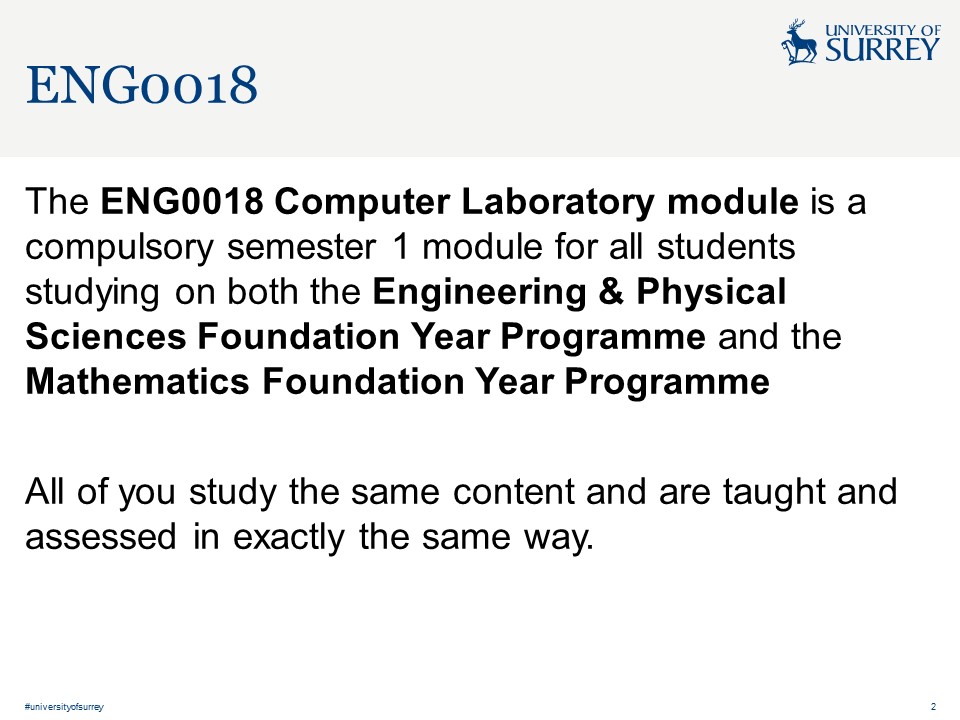 UNIVERSITY OF
SURREY
ENG0018
The ENG0018 Computer Laboratory module is a
compulsory semester 1 module for all students
studying on both the Engineering & Physical
Sciences Foundation Year Programme and the
Mathematics Foundation Year Programme
All of you study the same content and are taught and
assessed in exactly the same way.
#universityofsurrey
2